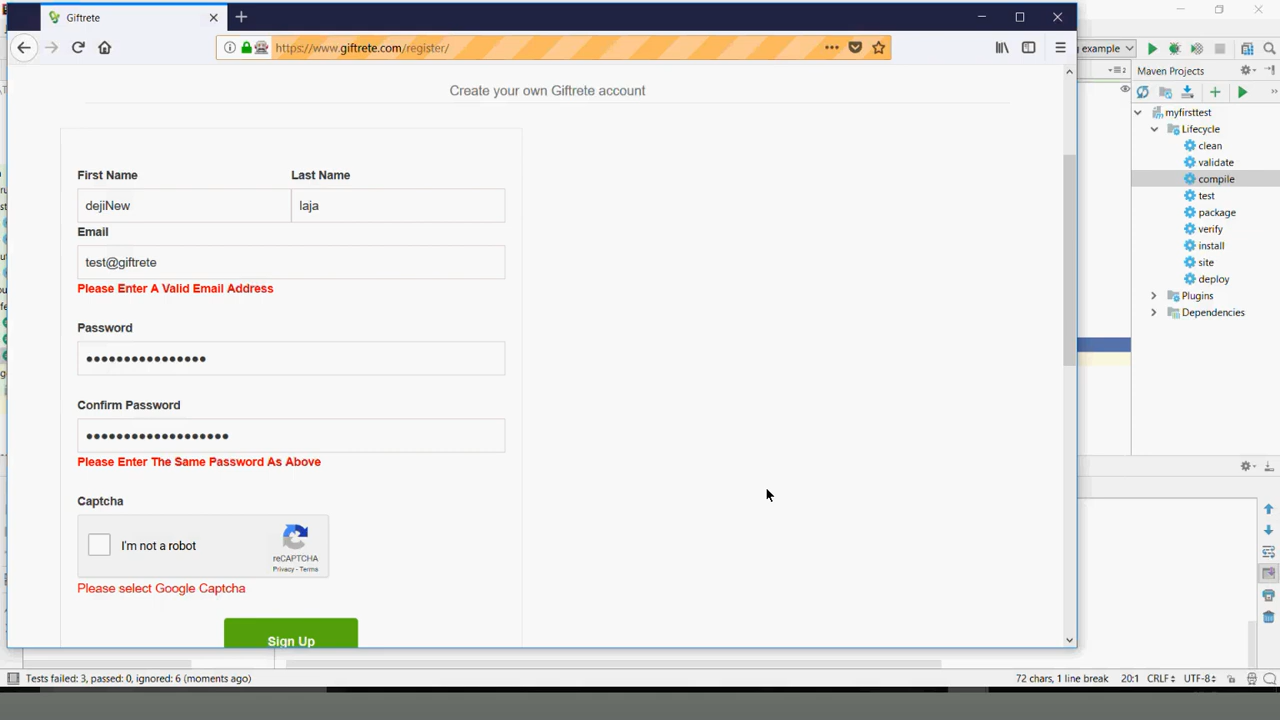 Giftrete
https://www.giftrete.com/register/
example
Maven Projects
myfirsttest
Lifecycle
clean
validate
compile
test
package
verify
install
site
deploy
Plugins
Dependencies
Create your own Giftrete account
First Name Last Name
dejiNew laja
Email
test@giftrete
Please Enter A Valid Email Address
Password
••••••••••••••••
Confirm Password
•••••••••••••••••••
Please Enter The Same Password As Above
Captcha
I'm not a robot
reCAPTCHA
Privacy - Terms
Please select Google Captcha
Sign Up
Tests failed: 3, passed: 0, ignored: 6 (moments ago) 72 chars, 1 line break 20:1 CRLF UTF-8